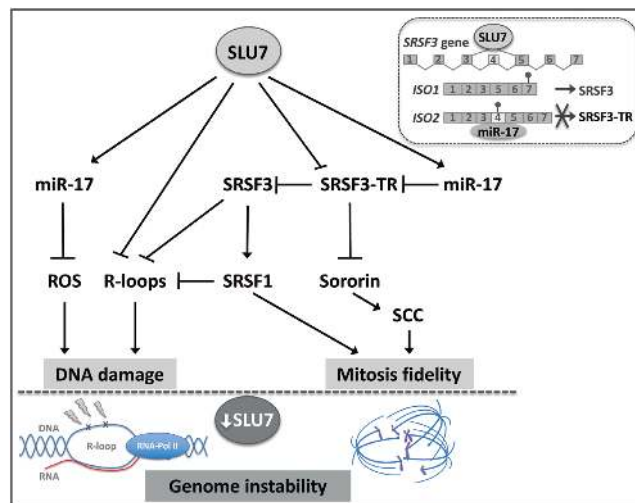 SLU7
SRSF3 gene
SLU7
1 2 3 4 5 6 7
ISO1 1 2 3 5 6 7 SRSF3
ISO2 1 2 3 4 5 6 7 SRSF3-TR
miR-17
miR-17 SRSF3 SRSF3-TR miR-17
ROS R-loops SRSF1 Sororin
SCC
DNA damage Mitosis fidelity
↓SLU7
DNA
R-loop RNA-Pol II
RNA
Genome instability